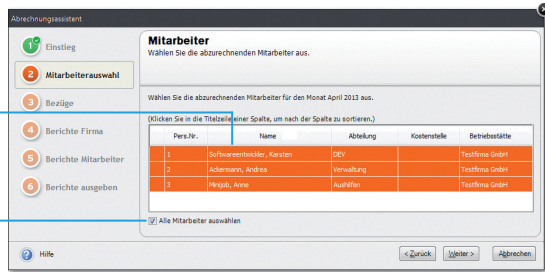 Abrechnungsassistent
1 Einstieg
2 Mitarbeiterauswahl
3 Bezüge
4 Berichte Firma
5 Berichte Mitarbeiter
6 Berichte ausgeben
Mitarbeiter
Wählen Sie die abzurechnenden Mitarbeiter aus.
Wählen Sie die abzurechnenden Mitarbeiter für den Monat April 2013 aus.
(Klicken Sie in die Titelzeile einer Spalte, um nach der Spalte zu sortieren.)
Pers.Nr. Name Abteilung Kostenstelle Betriebsstätte
1 Softwareentwickler, Karsten DEV Testfirma GmbH
2 Ackermann, Andrea Verwaltung Testfirma GmbH
3 Minijob, Anne Aushilfen Testfirma GmbH
Alle Mitarbeiter auswählen
? Hilfe
< Zurück Weiter > Abbrechen